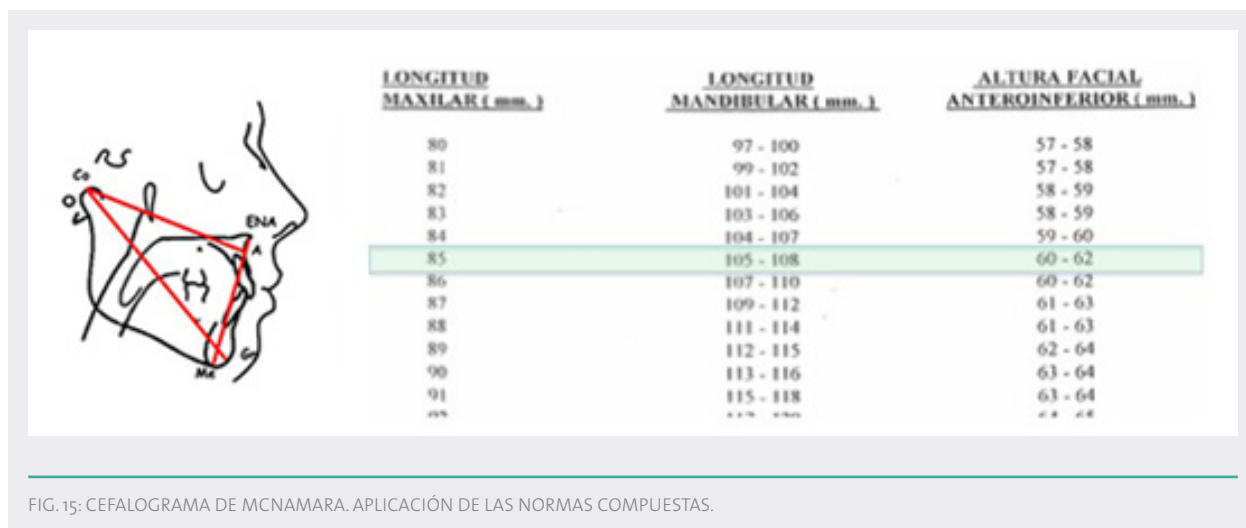 LONGITUD LONGITUD ALTURA FACIAL
MAXILAR ( mm. ) MANDIBULAR ( mm. ) ANTEROINFERIOR ( mm. )
80 97 - 100 57 - 58
81 99 - 102 57 - 58
82 101 - 104 58 - 59
83 103 - 106 58 - 59
84 104 - 107 59 - 60
85 105 - 108 60 - 62
86 107 - 110 60 - 62
87 109 - 112 61 - 63
88 111 - 114 61 - 63
89 112 - 115 62 - 64
90 113 - 116 63 - 64
91 115 - 118 63 - 64
Co
ENA
A
Me
FIG. 15: CEFALOGRAMA DE MCNAMARA. APLICACIÓN DE LAS NORMAS COMPUESTAS.